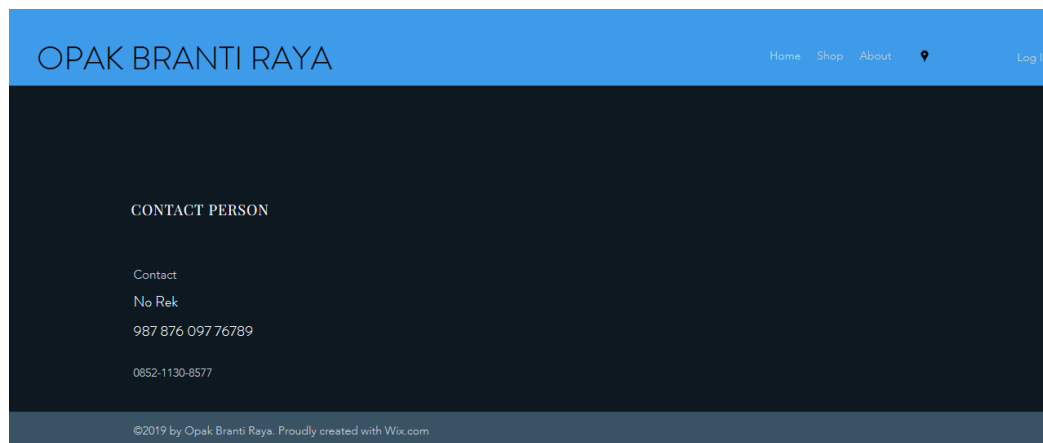 OPAK BRANTI RAYA
Home Shop About
Log I
CONTACT PERSON
Contact
No Rek
987 876 097 76789
0852-1130-8577
©2019 by Opak Branti Raya. Proudly created with Wix.com